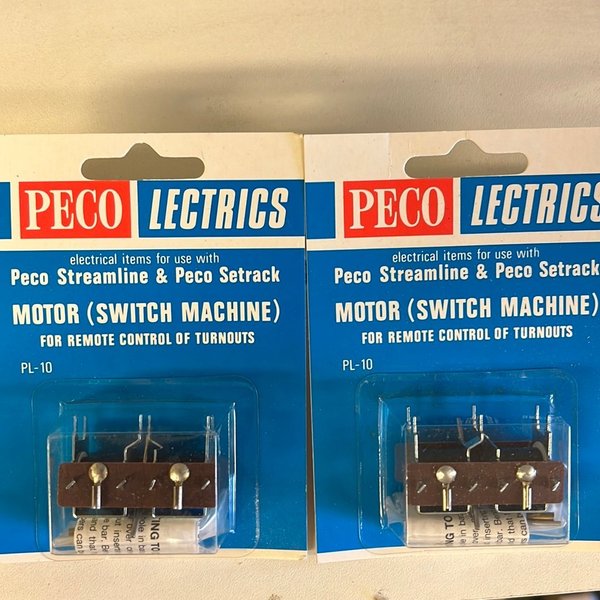 PECO LECTRICS
electrical items for use with
Peco Streamline & Peco Setrack
MOTOR (SWITCH MACHINE)
FOR REMOTE CONTROL OF TURNOUTS
PL-10
PECO LECTRICS
electrical items for use with
Peco Streamline & Peco Setrack
MOTOR (SWITCH MACHINE)
FOR REMOTE CONTROL OF TURNOUTS
PL-10